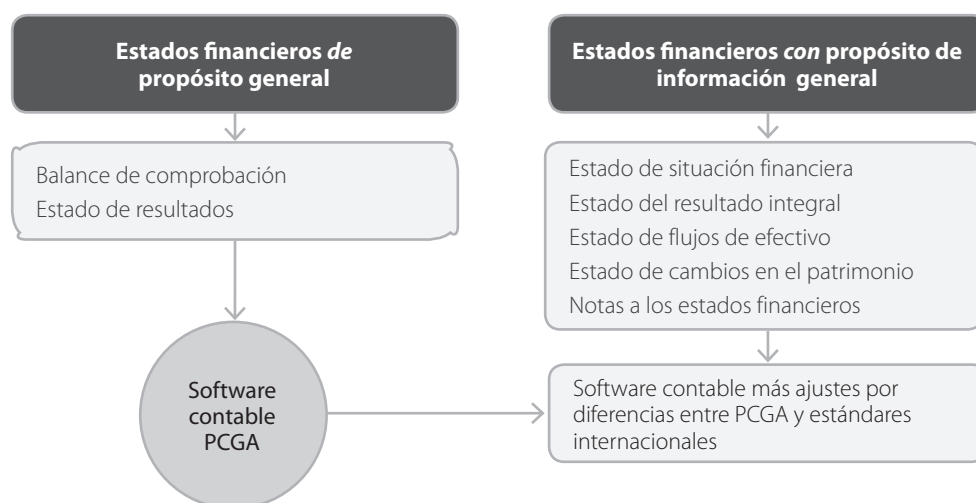 Estados financieros de
propósito general
Balance de comprobación
Estado de resultados
Software
contable
PCGA
Estados financieros con propósito de
información general
Estado de situación financiera
Estado del resultado integral
Estado de flujos de efectivo
Estado de cambios en el patrimonio
Notas a los estados financieros
Software contable más ajustes por
diferencias entre PCGA y estándares
internacionales